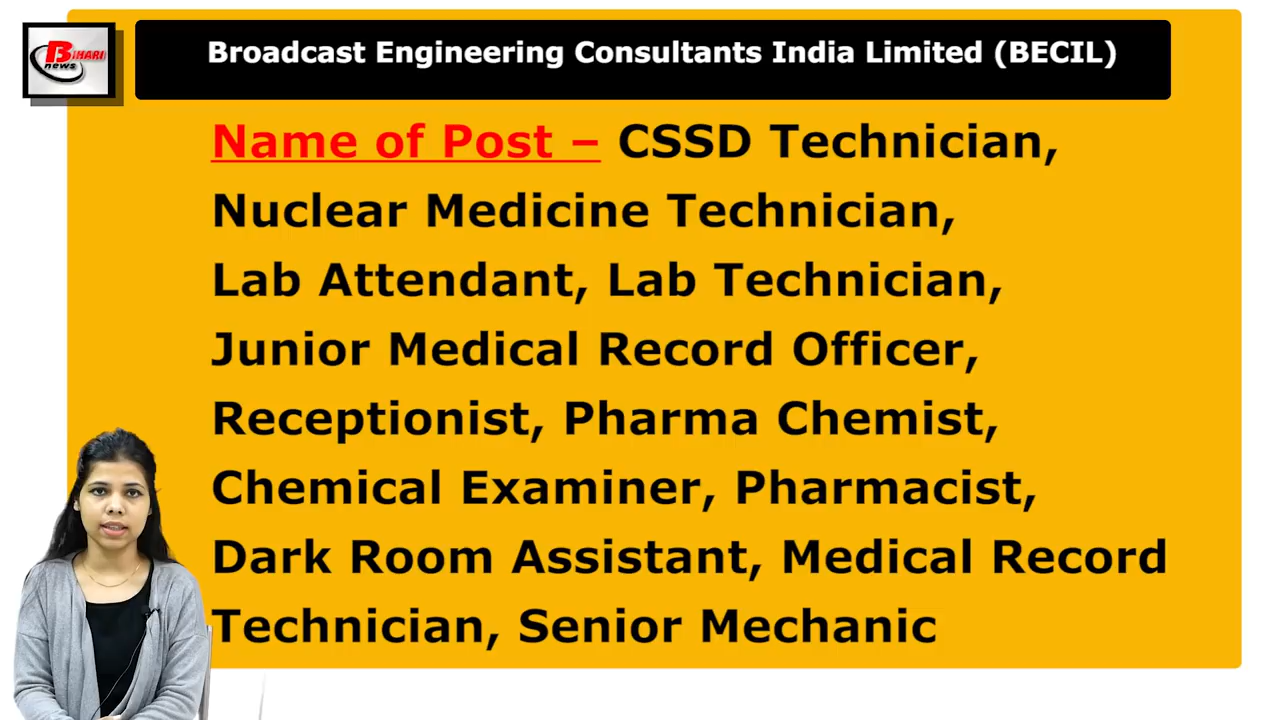 BIHARI
news
Broadcast Engineering Consultants India Limited (BECIL)
Name of Post – CSSD Technician,
Nuclear Medicine Technician,
Lab Attendant, Lab Technician,
Junior Medical Record Officer,
Receptionist, Pharma Chemist,
Chemical Examiner, Pharmacist,
Dark Room Assistant, Medical Record
Technician, Senior Mechanic